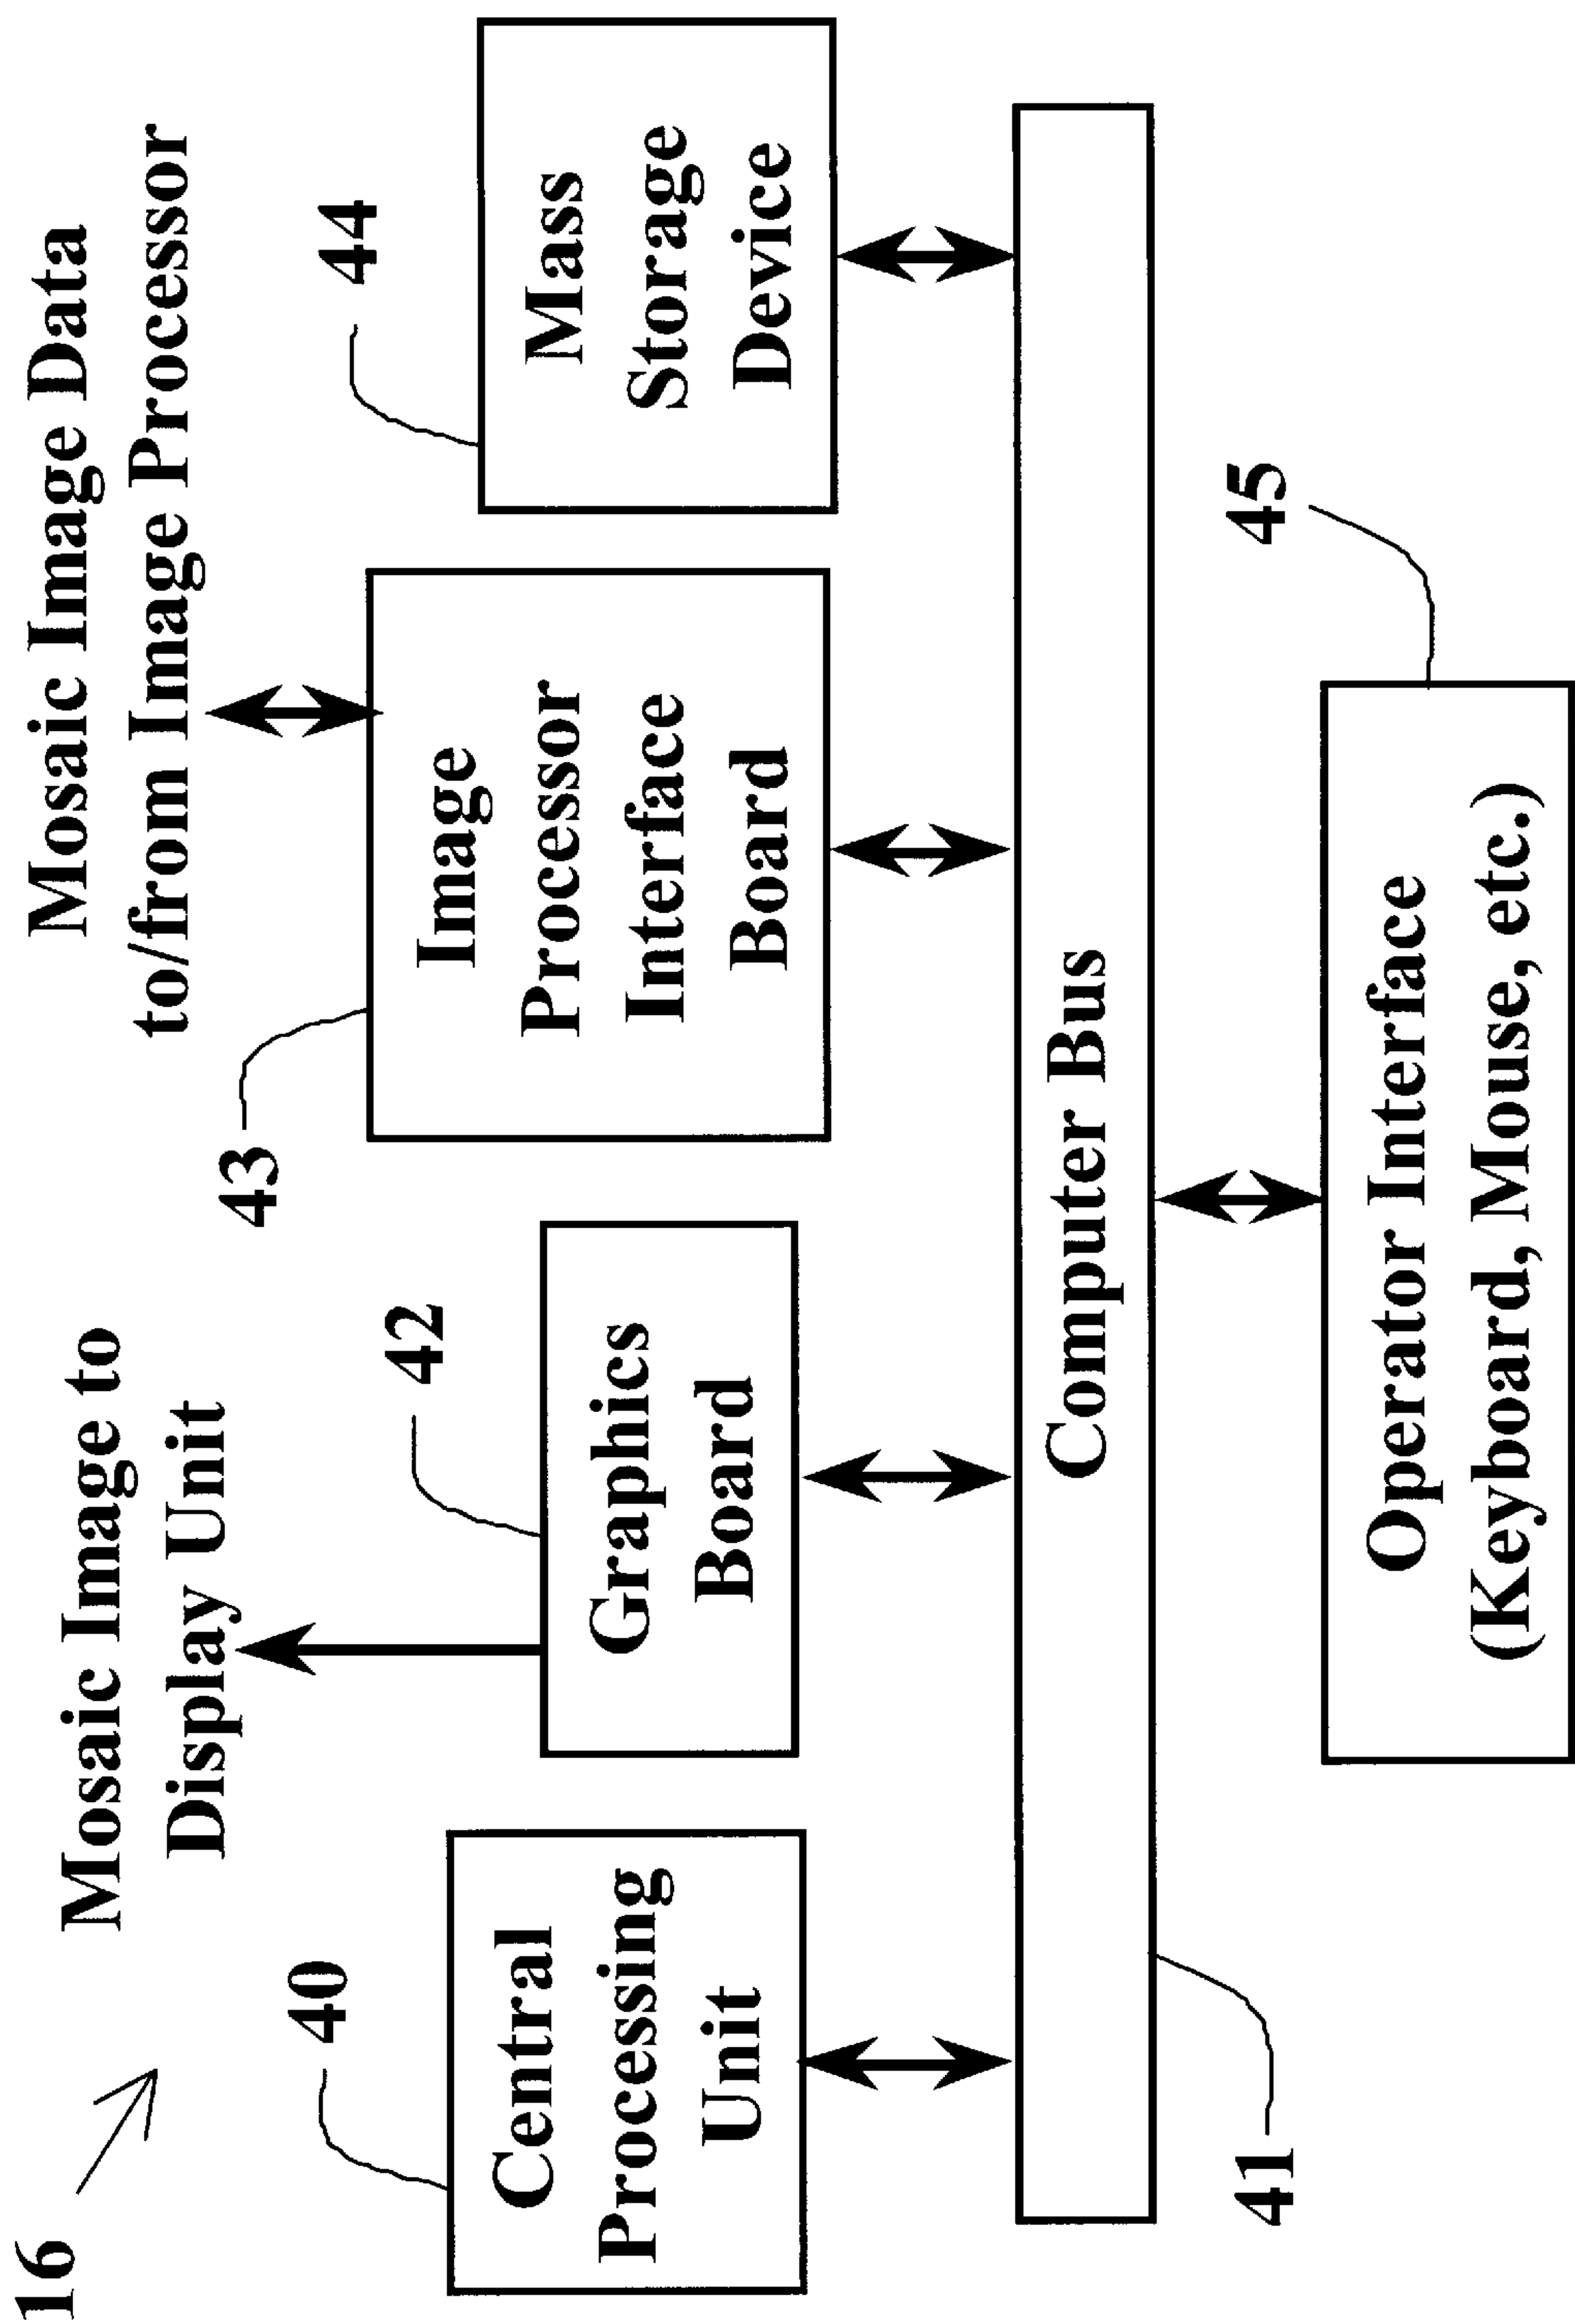 16
Mosaic Image to
Display Unit
Mosaic Image Data
to/from Image Processor
40
Central
Processing
Unit
42
Graphics
Board
43
Image
Processor
Interface
Board
44
Mass
Storage
Device
Computer Bus
41
45
Operator Interface
(Keyboard, Mouse, etc.)